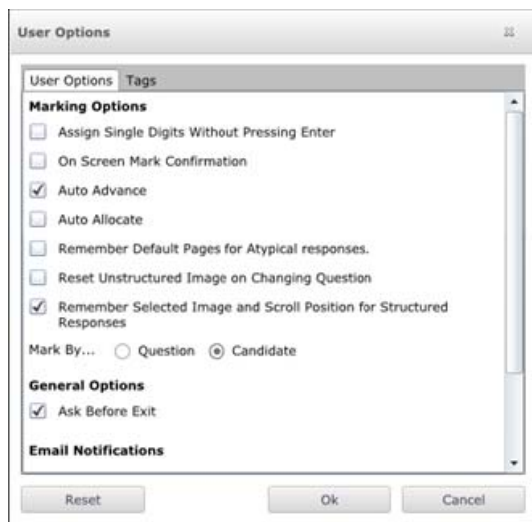 User Options
User Options Tags
Marking Options
Assign Single Digits Without Pressing Enter
On Screen Mark Confirmation
Auto Advance
Auto Allocate
Remember Default Pages for Atypical responses.
Reset Unstructured Image on Changing Question
Remember Selected Image and Scroll Position for Structured
Responses
Mark By... Question Candidate
General Options
Ask Before Exit
Email Notifications
Reset Ok Cancel